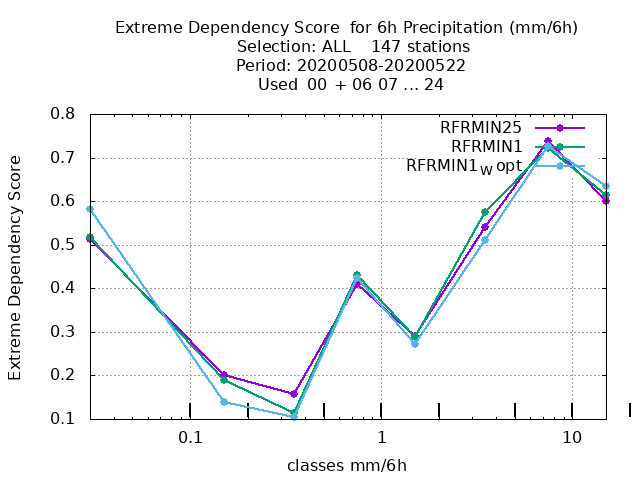 Extreme Dependency Score  for 6h Precipitation (mm/6h)
Selection: ALL    147 stations
Period: 20200508-20200522
Used  00  + 06 07 ... 24
RFRMIN25
RFRMIN1
RFRMIN1W opt
Extreme Dependency Score
0.8
0.7
0.6
0.5
0.4
0.3
0.2
0.1
0.1
1
10
classes mm/6h